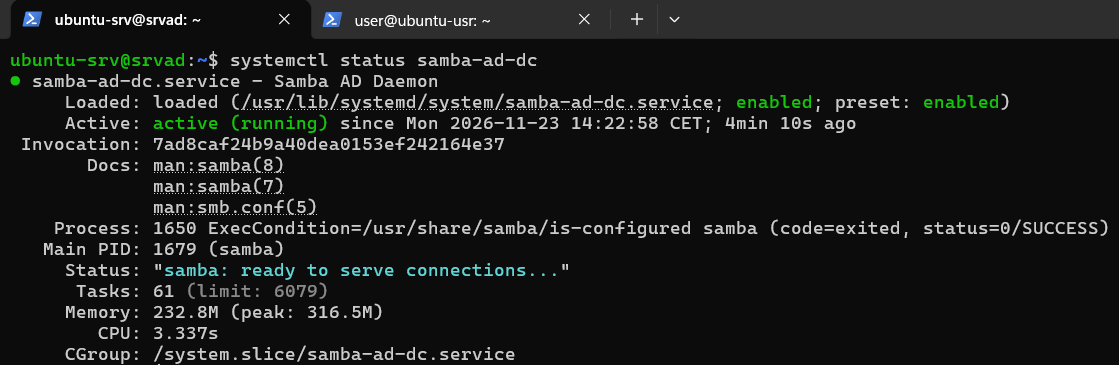 ubuntu-srv@srvad: ~ user@ubuntu-usr: ~
ubuntu-srv@srvad:~$ systemctl status samba-ad-dc
● samba-ad-dc.service - Samba AD Daemon
Loaded: loaded (/usr/lib/systemd/system/samba-ad-dc.service; enabled; preset: enabled)
Active: active (running) since Mon 2026-11-23 14:22:58 CET; 4min 10s ago
Invocation: 7ad8caf24b9a40dea0153ef242164e37
Docs: man:samba(8)
man:samba(7)
man:smb.conf(5)
Process: 1650 ExecCondition=/usr/share/samba/is-configured samba (code=exited, status=0/SUCCESS)
Main PID: 1679 (samba)
Status: "samba: ready to serve connections..."
Tasks: 61 (limit: 6079)
Memory: 232.8M (peak: 316.5M)
CPU: 3.337s
CGroup: /system.slice/samba-ad-dc.service